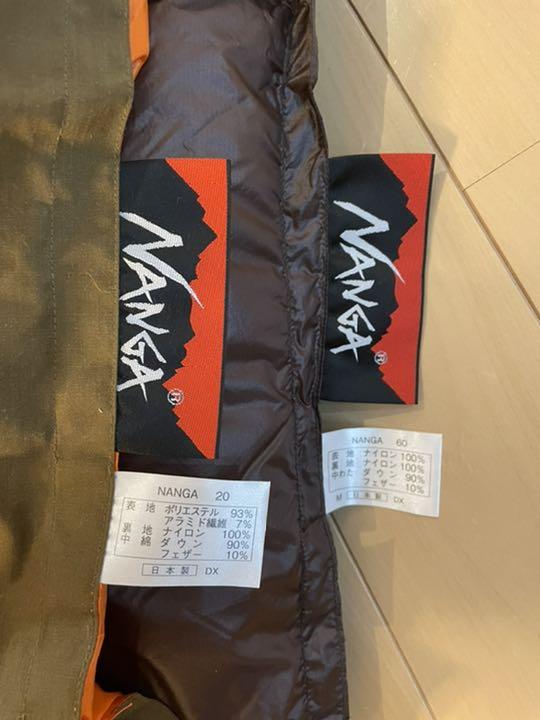 NANGA®
NANGA®
NANGA 20
表 地 ポリエステル 93%
アラミド繊維 7%
裏 地 ナイロン 100%
中 綿 ダ ウ ン 90%
フェザー 10%
日本製 DX
NANGA 60
表 地 ナイロン 100%
裏 地 ナイロン 100%
中わた ダ ウ ン 90%
フェザー 10%
M 日本製 DX